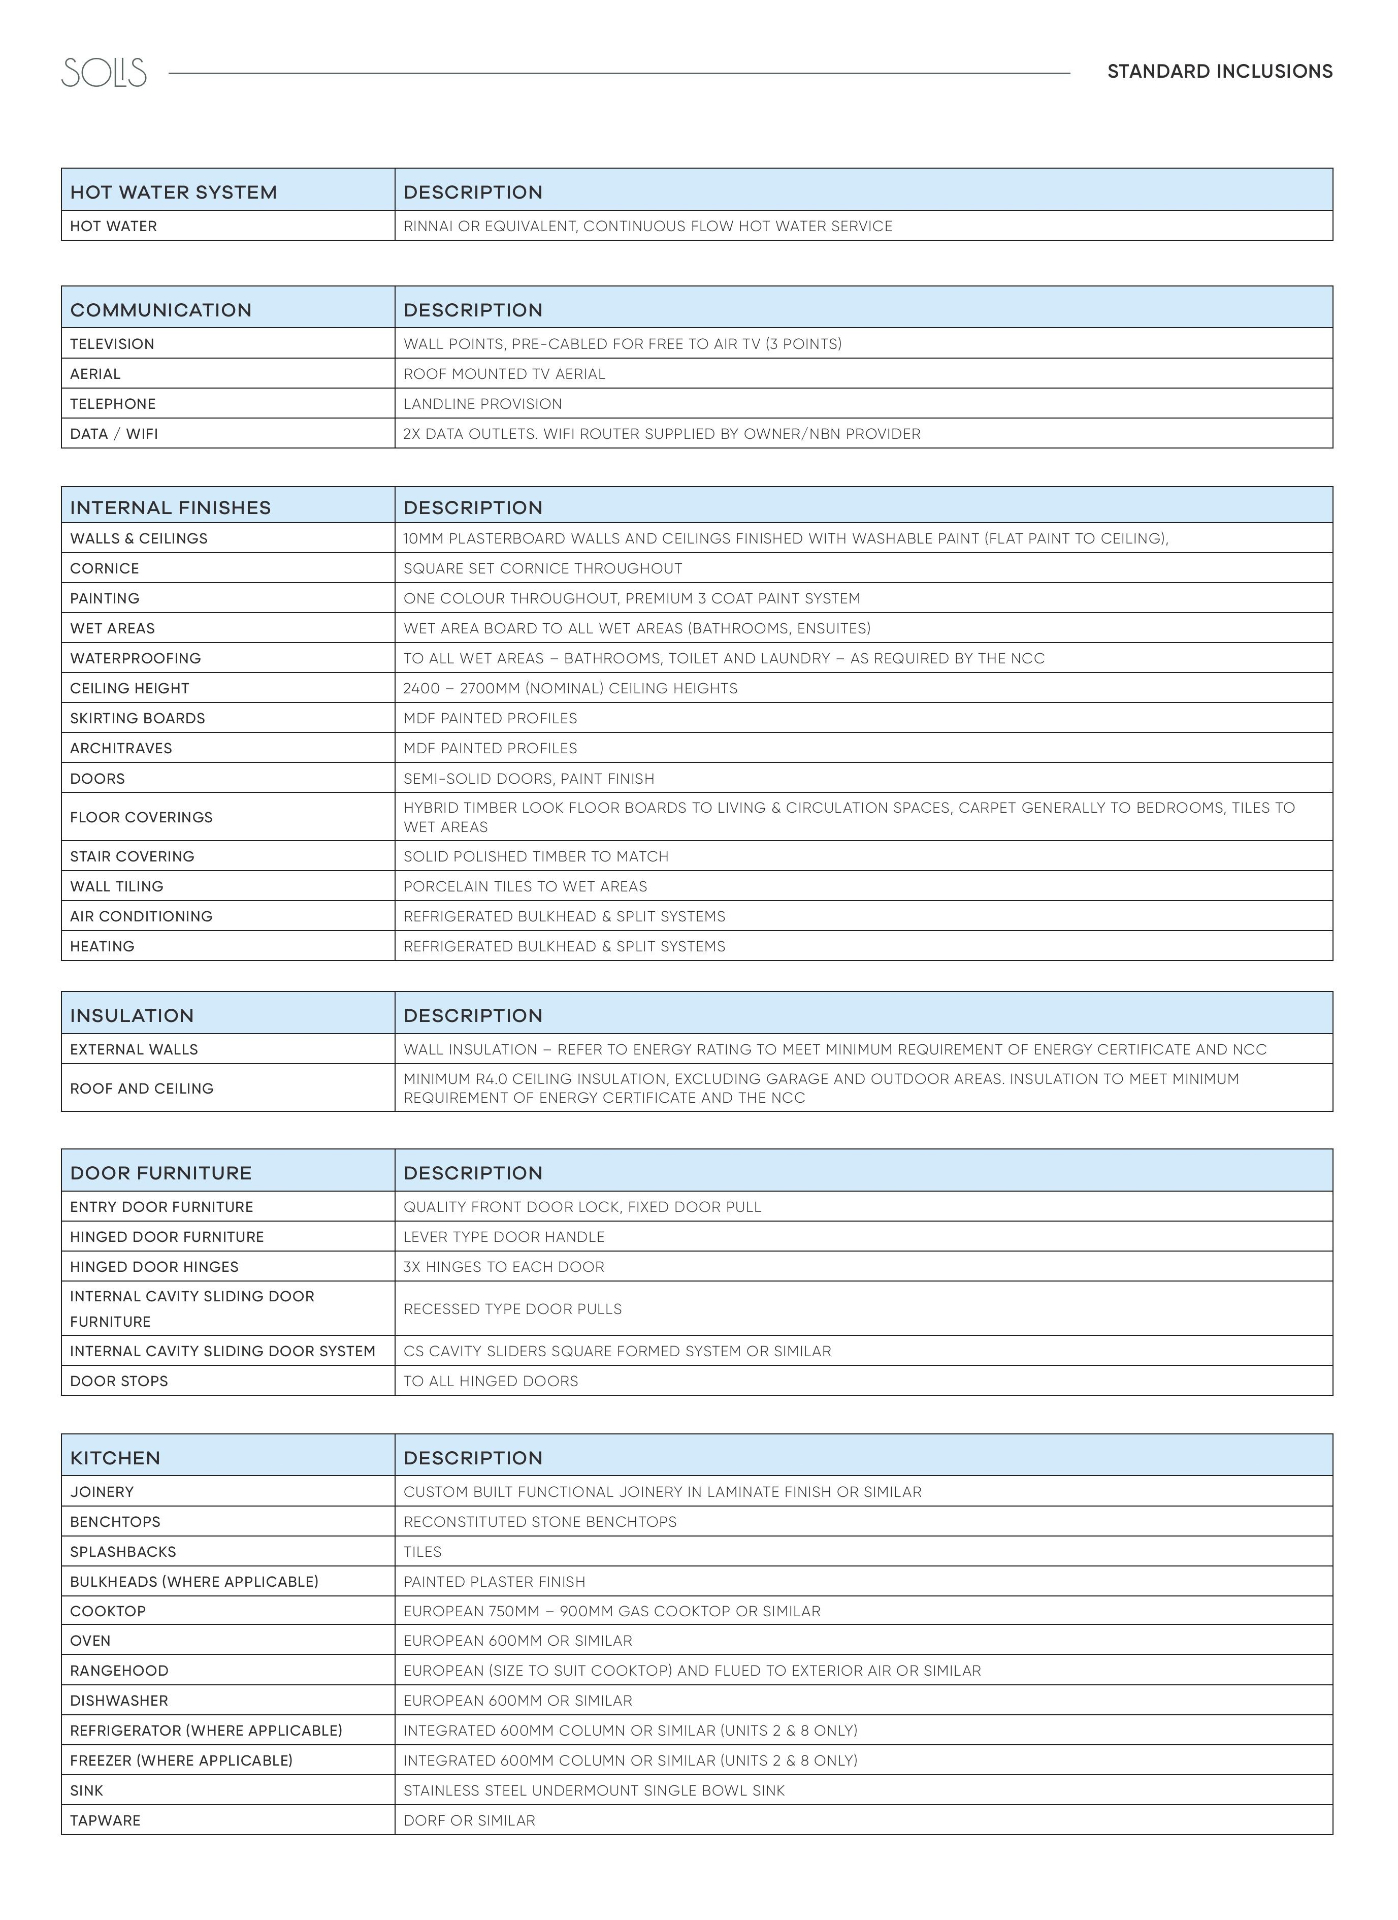 SOLIS
STANDARD INCLUSIONS
HOT WATER SYSTEM DESCRIPTION
HOT WATER RINNAI OR EQUIVALENT, CONTINUOUS FLOW HOT WATER SERVICE
COMMUNICATION DESCRIPTION
TELEVISION WALL POINTS, PRE-CABLED FOR FREE TO AIR TV (3 POINTS)
AERIAL ROOF MOUNTED TV AERIAL
TELEPHONE LANDLINE PROVISION
DATA / WIFI 2X DATA OUTLETS. WIFI ROUTER SUPPLIED BY OWNER/NBN PROVIDER
INTERNAL FINISHES DESCRIPTION
WALLS & CEILINGS 10MM PLASTERBOARD WALLS AND CEILINGS FINISHED WITH WASHABLE PAINT (FLAT PAINT TO CEILING),
CORNICE SQUARE SET CORNICE THROUGHOUT
PAINTING ONE COLOUR THROUGHOUT, PREMIUM 3 COAT PAINT SYSTEM
WET AREAS WET AREA BOARD TO ALL WET AREAS (BATHROOMS, ENSUITES)
WATERPROOFING TO ALL WET AREAS – BATHROOMS, TOILET AND LAUNDRY – AS REQUIRED BY THE NCC
CEILING HEIGHT 2400 – 2700MM (NOMINAL) CEILING HEIGHTS
SKIRTING BOARDS MDF PAINTED PROFILES
ARCHITRAVES MDF PAINTED PROFILES
DOORS SEMI-SOLID DOORS, PAINT FINISH
FLOOR COVERINGS HYBRID TIMBER LOOK FLOOR BOARDS TO LIVING & CIRCULATION SPACES, CARPET GENERALLY TO BEDROOMS, TILES TO
WET AREAS
STAIR COVERING SOLID POLISHED TIMBER TO MATCH
WALL TILING PORCELAIN TILES TO WET AREAS
AIR CONDITIONING REFRIGERATED BULKHEAD & SPLIT SYSTEMS
HEATING REFRIGERATED BULKHEAD & SPLIT SYSTEMS
INSULATION DESCRIPTION
EXTERNAL WALLS WALL INSULATION – REFER TO ENERGY RATING TO MEET MINIMUM REQUIREMENT OF ENERGY CERTIFICATE AND NCC
ROOF AND CEILING MINIMUM R4.0 CEILING INSULATION, EXCLUDING GARAGE AND OUTDOOR AREAS. INSULATION TO MEET MINIMUM
REQUIREMENT OF ENERGY CERTIFICATE AND THE NCC
DOOR FURNITURE DESCRIPTION
ENTRY DOOR FURNITURE QUALITY FRONT DOOR LOCK, FIXED DOOR PULL
HINGED DOOR FURNITURE LEVER TYPE DOOR HANDLE
HINGED DOOR HINGES 3X HINGES TO EACH DOOR
INTERNAL CAVITY SLIDING DOOR
FURNITURE RECESSED TYPE DOOR PULLS
INTERNAL CAVITY SLIDING DOOR SYSTEM CS CAVITY SLIDERS SQUARE FORMED SYSTEM OR SIMILAR
DOOR STOPS TO ALL HINGED DOORS
KITCHEN DESCRIPTION
JOINERY CUSTOM BUILT FUNCTIONAL JOINERY IN LAMINATE FINISH OR SIMILAR
BENCHTOPS RECONSTITUTED STONE BENCHTOPS
SPLASHBACKS TILES
BULKHEADS (WHERE APPLICABLE) PAINTED PLASTER FINISH
COOKTOP EUROPEAN 750MM – 900MM GAS COOKTOP OR SIMILAR
OVEN EUROPEAN 600MM OR SIMILAR
RANGEHOOD EUROPEAN (SIZE TO SUIT COOKTOP) AND FLUED TO EXTERIOR AIR OR SIMILAR
DISHWASHER EUROPEAN 600MM OR SIMILAR
REFRIGERATOR (WHERE APPLICABLE) INTEGRATED 600MM COLUMN OR SIMILAR (UNITS 2 & 8 ONLY)
FREEZER (WHERE APPLICABLE) INTEGRATED 600MM COLUMN OR SIMILAR (UNITS 2 & 8 ONLY)
SINK STAINLESS STEEL UNDERMOUNT SINGLE BOWL SINK
TAPWARE DORF OR SIMILAR